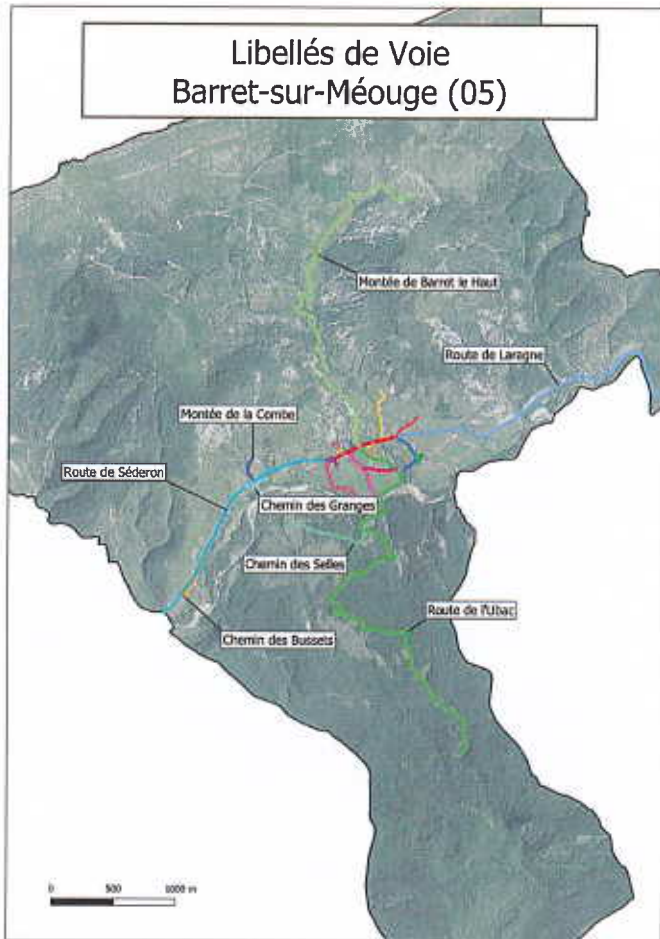 Libellés de Voie
Barret-sur-Méouge (05)
Montée de Barret le Haut
Route de Laragne
Montée de la Combe
Route de Séderon
Chemin des Granges
Chemin des Selles
Route de l'Ubac
Chemin des Bussets
0 500 1000 m